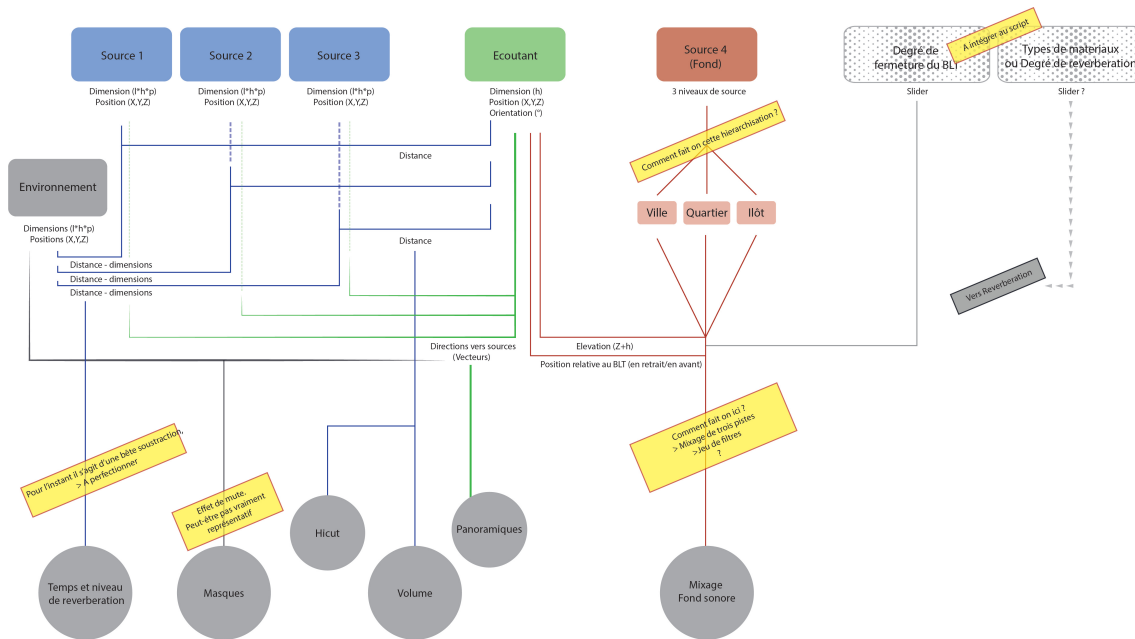 Source 1
Source 2
Source 3
Ecoutant
Source 4
(Fond)
Degré de
fermeture du BLT
A intégrer au script
Types de materiaux
ou Degré de reverberation
Dimension (l*h*p)
Position (X,Y,Z)
Dimension (l*h*p)
Position (X,Y,Z)
Dimension (l*h*p)
Position (X,Y,Z)
Dimension (h)
Position (X,Y,Z)
Orientation (°)
3 niveaux de source
Slider
Slider ?
Comment fait on cette hierarchisation ?
Distance
Environnement
Ville
Quartier
Ilôt
Dimensions (l*h*p)
Positions (X,Y,Z)
Distance
Distance - dimensions
Distance - dimensions
Distance - dimensions
Vers Reverberation
Directions vers sources
(Vecteurs)
Elevation (Z+h)
Position relative au BLT (en retrait/en avant)
Comment fait on ici ?
> Mixage de trois pistes
>Jeu de filtres
?
Pour l'instant il s'agit d'une bête soustraction,
> A perfectionner
Effet de mute.
Peut-être pas vraiment
représentatif
Hicut
Panoramiques
Temps et niveau
de reverberation
Masques
Volume
Mixage
Fond sonore